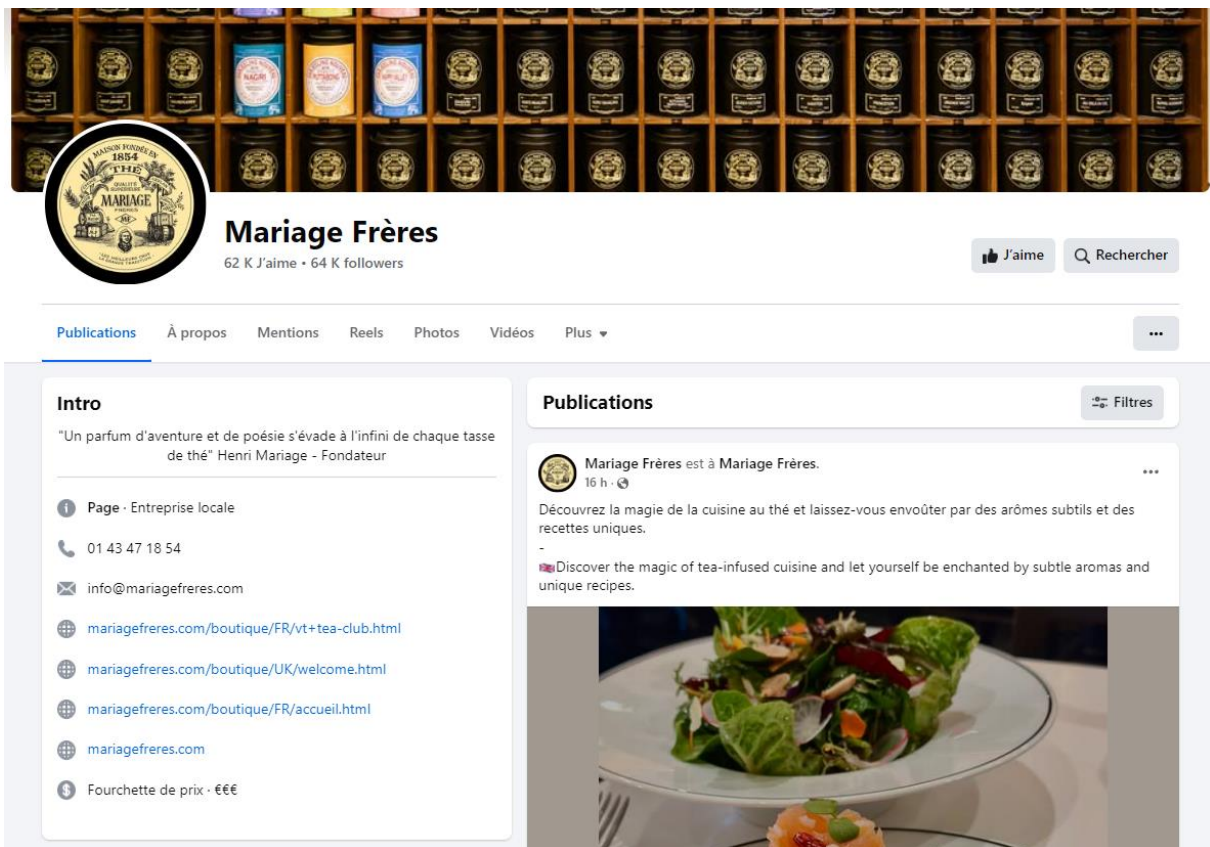 NAGRI
MAISON FONDÉE EN
1854
THÉ
QUALITÉ
SUPÉRIEURE
MARIAGE
FRÈRES
MF
Mariage Frères
62 K J’aime • 64 K followers
J’aime
Rechercher
Publications À propos Mentions Reels Photos Vidéos Plus
Intro
"Un parfum d'aventure et de poésie s'évade à l'infini de chaque tasse
de thé" Henri Mariage - Fondateur
Page · Entreprise locale
01 43 47 18 54
info@mariagefreres.com
mariagefreres.com/boutique/FR/vt+tea-club.html
mariagefreres.com/boutique/UK/welcome.html
mariagefreres.com/boutique/FR/accueil.html
mariagefreres.com
Fourchette de prix · €€€
Publications
Filtres
Mariage Frères est à Mariage Frères.
16 h ·
Découvrez la magie de la cuisine au thé et laissez-vous envoûter par des arômes subtils et des
recettes uniques.
-
Discover the magic of tea-infused cuisine and let yourself be enchanted by subtle aromas and
unique recipes.